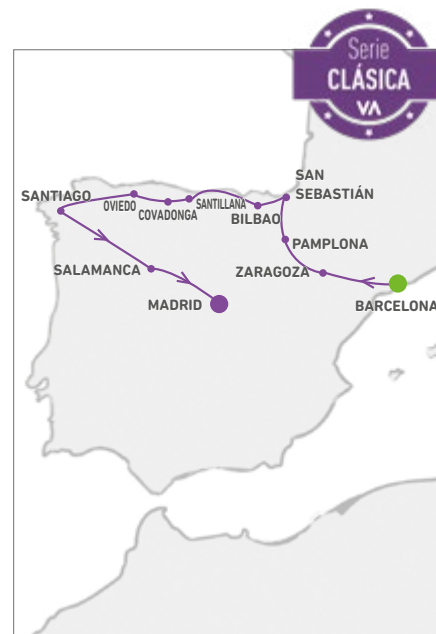 Serie
CLÁSICA
VA
SAN
SEBASTIÁN
SANTIAGO
OVIEDO
COVADONGA
SANTILLANA
BILBAO
PAMPLONA
SALAMANCA
ZARAGOZA
MADRID
BARCELONA